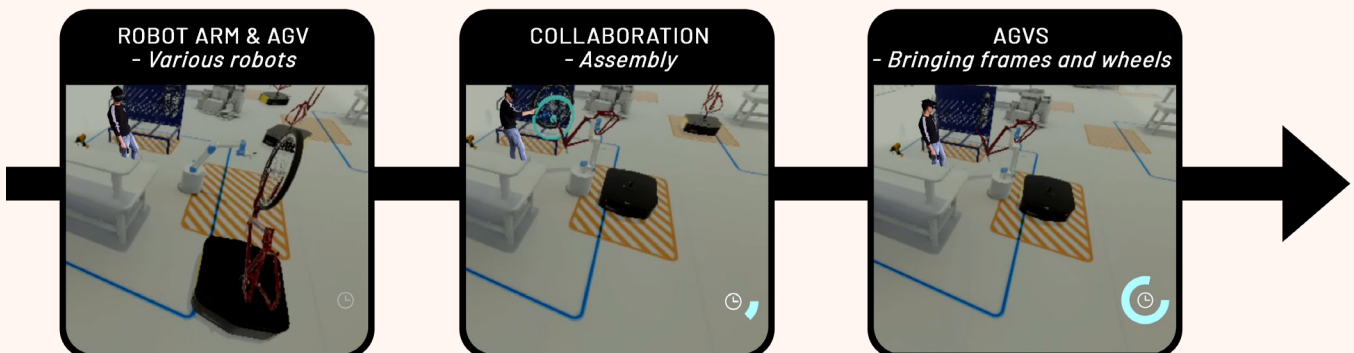 ROBOT ARM & AGV
- Various robots
COLLABORATION
- Assembly
AGVS
- Bringing frames and wheels